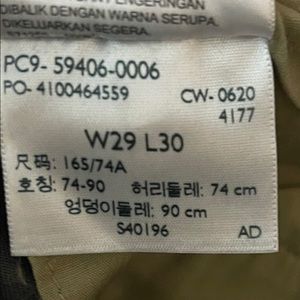 DIBALIK DENGAN WARNA SERUPA.
DIKELUARKAN SEGERA.
PC9- 59406-0006
PO- 4100464559 CW- 0620
4177
W29 L30
尺码: 165/74A
호칭: 74-90 허리둘레: 74 cm
엉덩이둘레: 90 cm
S40196 AD